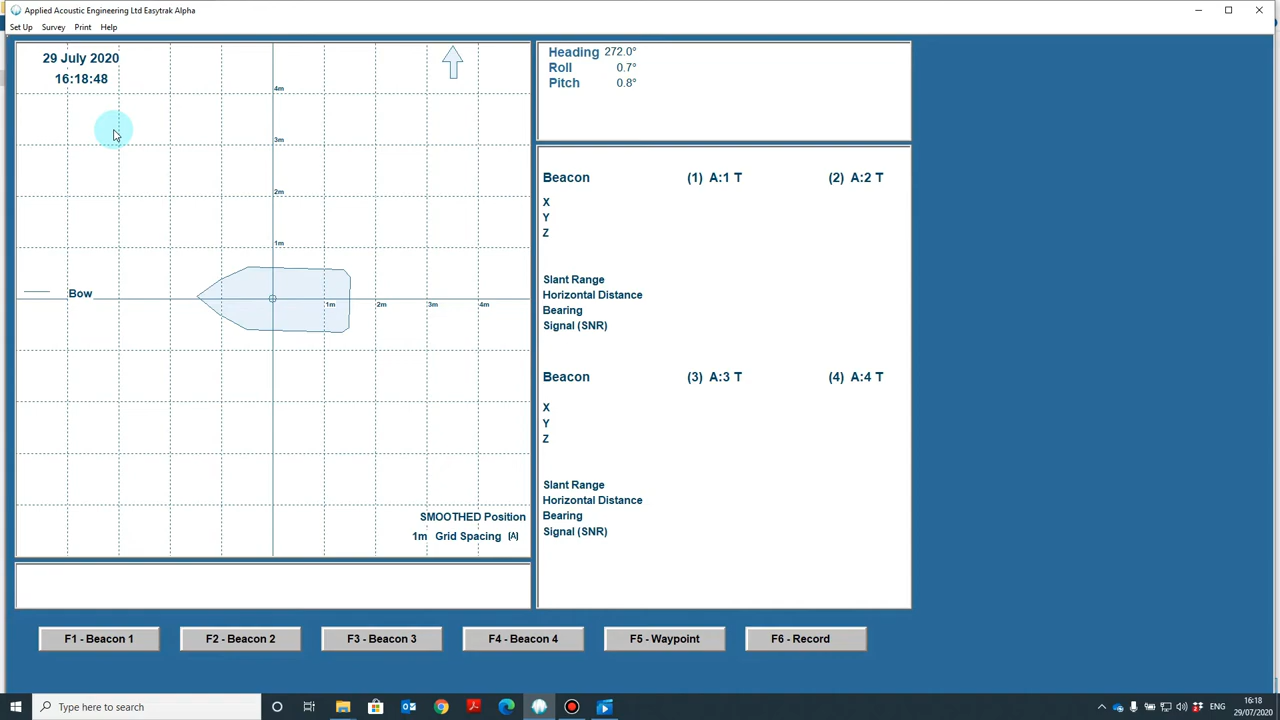 Applied Acoustic Engineering Ltd Easytrak Alpha
Set Up Survey Print Help
29 July 2020
16:18:48
4m
3m
2m
1m
Bow
1m 2m 3m 4m
SMOOTHED Position
1m Grid Spacing (A)
Heading 272.0°
Roll 0.7°
Pitch 0.8°
Beacon (1) A:1 T (2) A:2 T
X
Y
Z
Slant Range
Horizontal Distance
Bearing
Signal (SNR)
Beacon (3) A:3 T (4) A:4 T
X
Y
Z
Slant Range
Horizontal Distance
Bearing
Signal (SNR)
F1 - Beacon 1 F2 - Beacon 2 F3 - Beacon 3 F4 - Beacon 4 F5 - Waypoint F6 - Record
Type here to search
ENG
16:18
29/07/2020